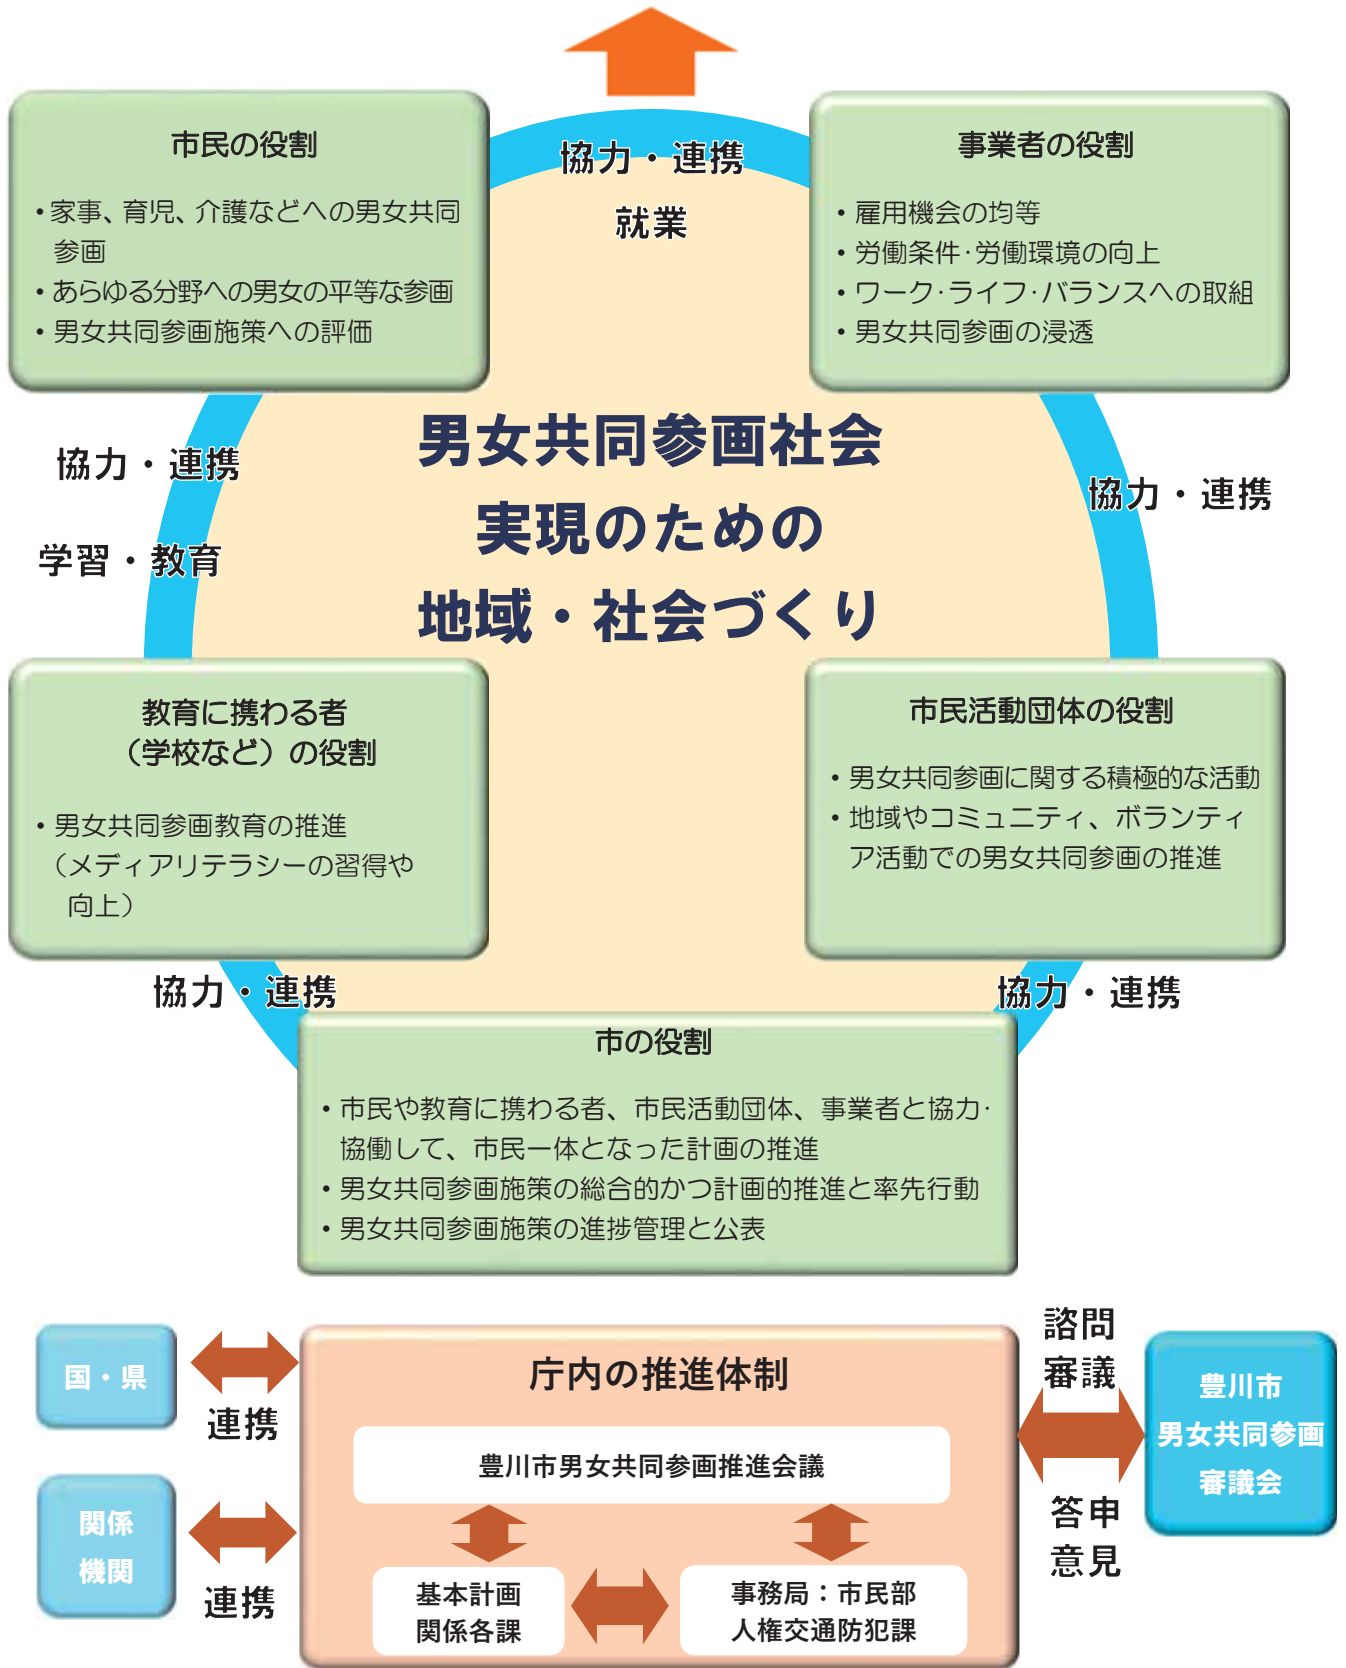 市民の役割
・家事、育児、介護などへの男女共同
参画
・あらゆる分野への男女の平等な参画
・男女共同参画施策への評価
協力・連携
就業
事業者の役割
・雇用機会の均等
・労働条件・労働環境の向上
・ワーク・ライフ・バランスへの取組
・男女共同参画の浸透
男女共同参画社会
実現のための
地域・社会づくり
協力・連携
学習・教育
協力・連携
教育に携わる者
（学校など）の役割
・男女共同参画教育の推進
（メディアリテラシーの習得や
向上）
市民活動団体の役割
・男女共同参画に関する積極的な活動
・地域やコミュニティ、ボランティ
ア活動での男女共同参画の推進
協力・連携
協力・連携
市の役割
・市民や教育に携わる者、市民活動団体、事業者と協力・
協働して、市民一体となった計画の推進
・男女共同参画施策の総合的かつ計画的推進と率先行動
・男女共同参画施策の進捗管理と公表
国・県
連携
関係
機関
連携
庁内の推進体制
豊川市男女共同参画推進会議
基本計画
関係各課
事務局：市民部
人権交通防犯課
諮問
審議
答申
意見
豊川市
男女共同参画
審議会